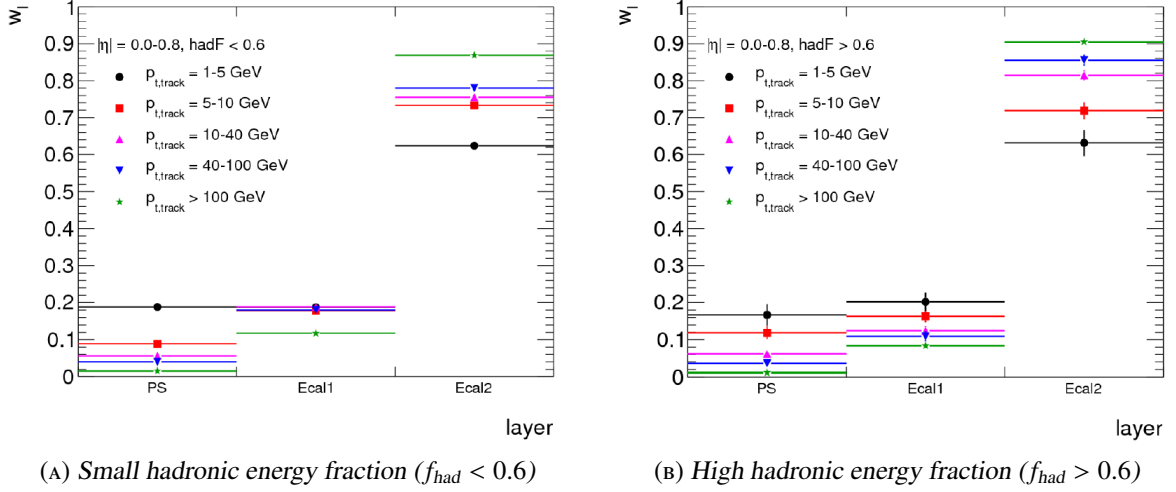 w_l
1
0.9
0.8
0.7
0.6
0.5
0.4
0.3
0.2
0.1
0
|η| = 0.0-0.8, hadF < 0.6
p_t,track = 1-5 GeV
p_t,track = 5-10 GeV
p_t,track = 10-40 GeV
p_t,track = 40-100 GeV
p_t,track > 100 GeV
PS Ecal1 Ecal2
layer
(A) Small hadronic energy fraction (f_had < 0.6)
w_l
1
0.9
0.8
0.7
0.6
0.5
0.4
0.3
0.2
0.1
0
|η| = 0.0-0.8, hadF > 0.6
p_t,track = 1-5 GeV
p_t,track = 5-10 GeV
p_t,track = 10-40 GeV
p_t,track = 40-100 GeV
p_t,track > 100 GeV
PS Ecal1 Ecal2
layer
(B) High hadronic energy fraction (f_had > 0.6)